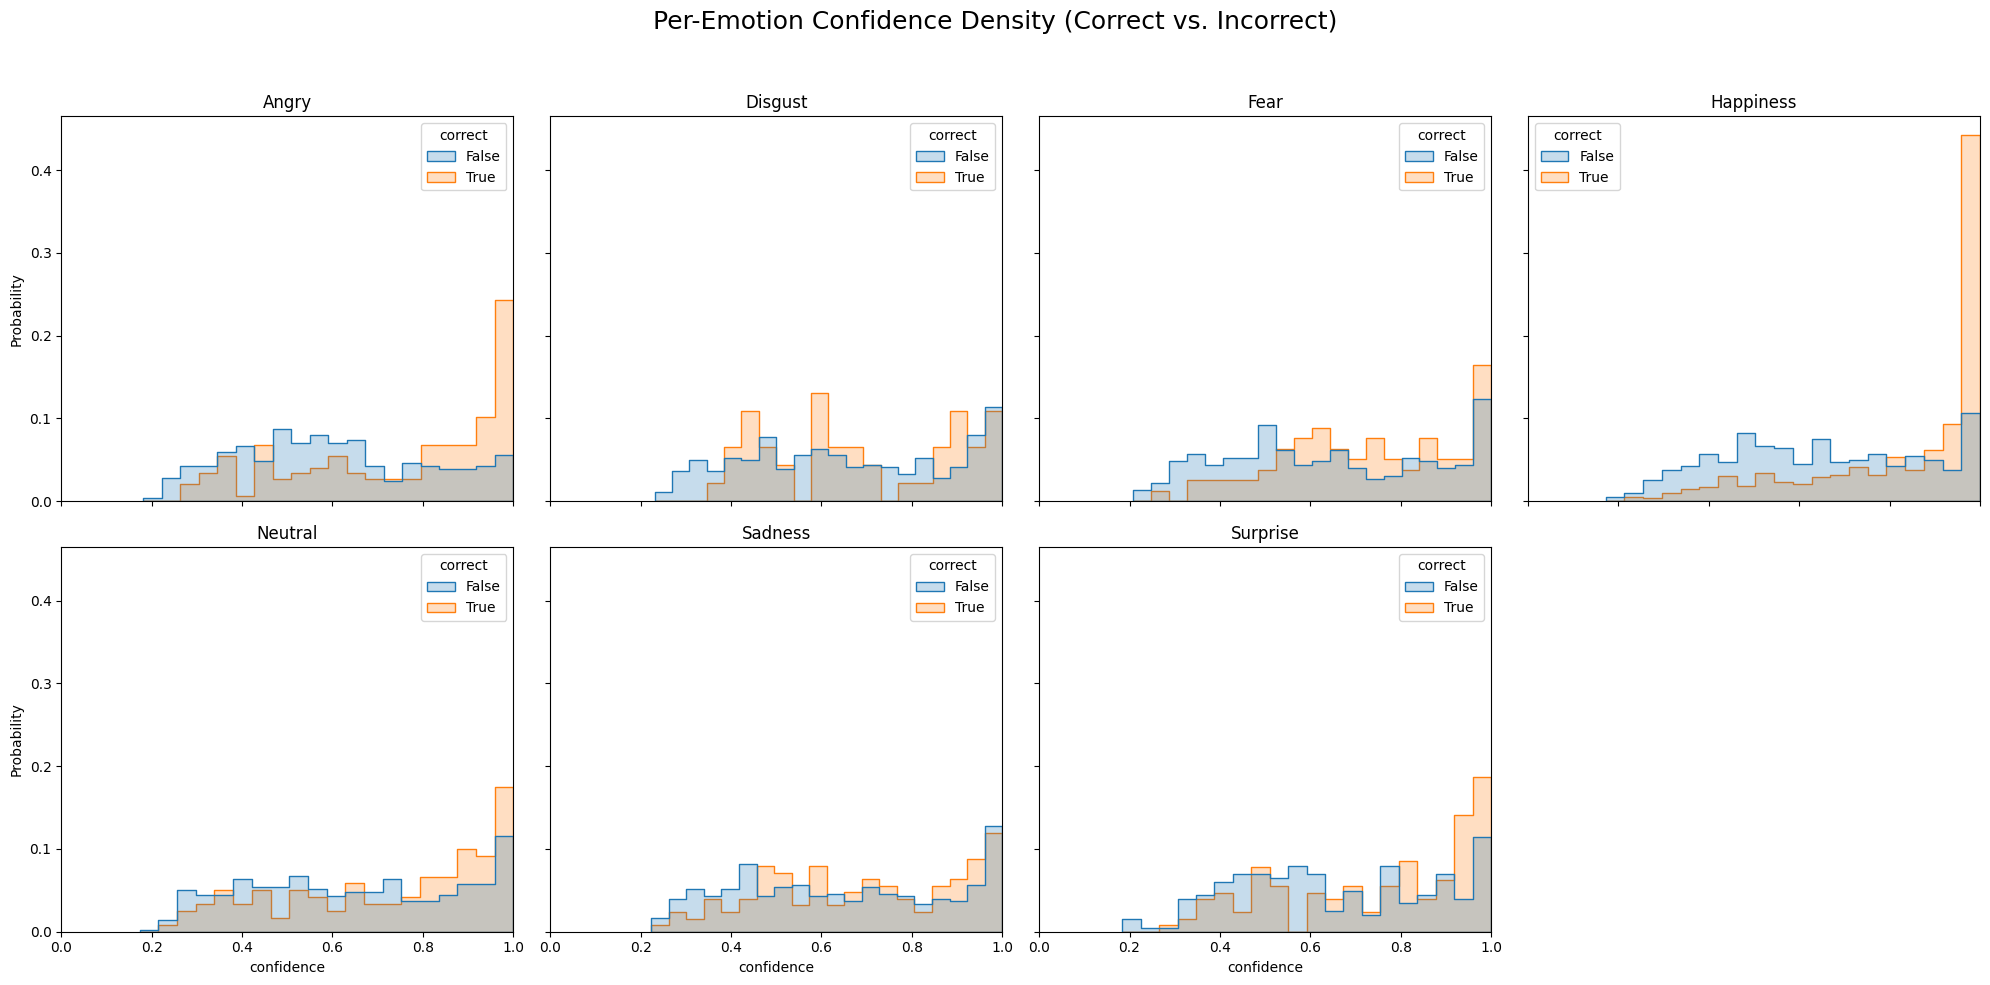 Per-Emotion Confidence Density (Correct vs. Incorrect)
Angry
Disgust
Fear
Happiness
correct
False
True
correct
False
True
correct
False
True
correct
False
True
0.4
0.3
0.2
0.1
0.0
Probability
Neutral
Sadness
Surprise
correct
False
True
correct
False
True
correct
False
True
0.4
0.3
0.2
0.1
0.0
Probability
0.0 0.2 0.4 0.6 0.8 1.0
0.0 0.2 0.4 0.6 0.8 1.0
0.0 0.2 0.4 0.6 0.8 1.0
confidence
confidence
confidence